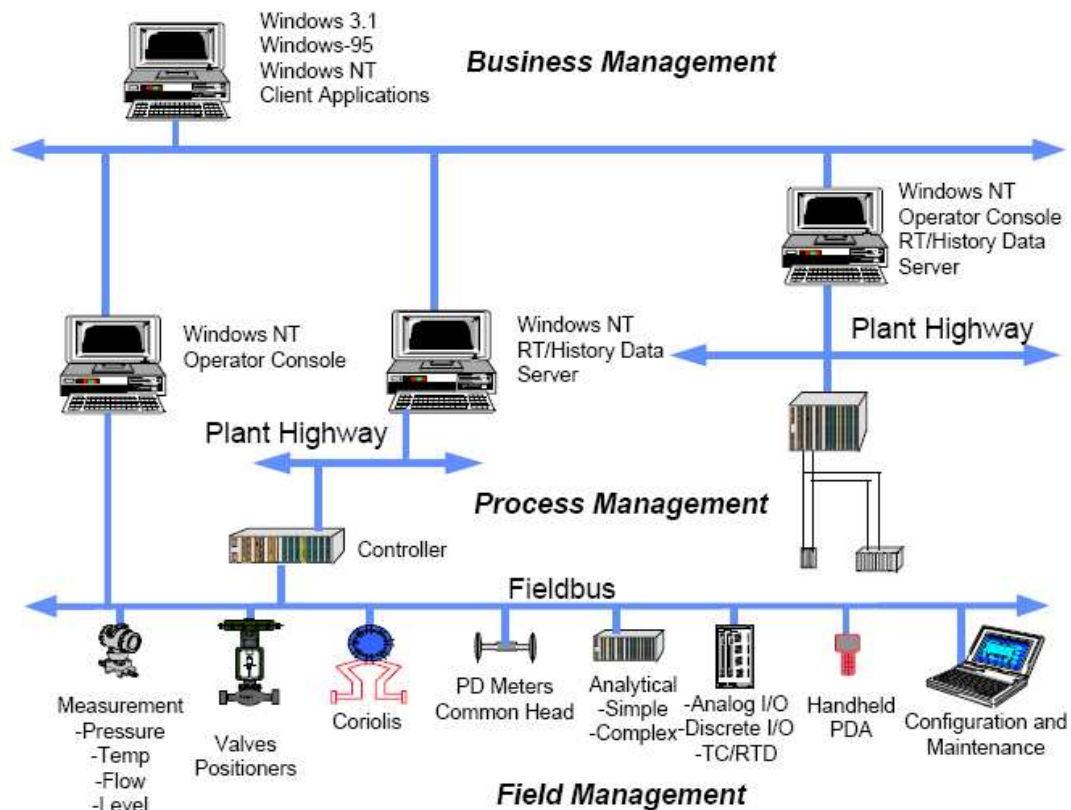 Windows 3.1
Windows-95
Windows NT
Client Applications
Business Management
Windows NT
Operator Console
RT/History Data
Server
Windows NT
Operator Console
Windows NT
RT/History Data
Server
Plant Highway
Plant Highway
Process Management
Controller
Fieldbus
Measurement
-Pressure
-Temp
-Flow
-Level
Valves
Positioners
Coriolis
PD Meters
Common Head
Analytical
-Simple
-Complex
-Analog I/O
-Discrete I/O
-TC/RTD
Handheld
PDA
Configuration and
Maintenance
Field Management